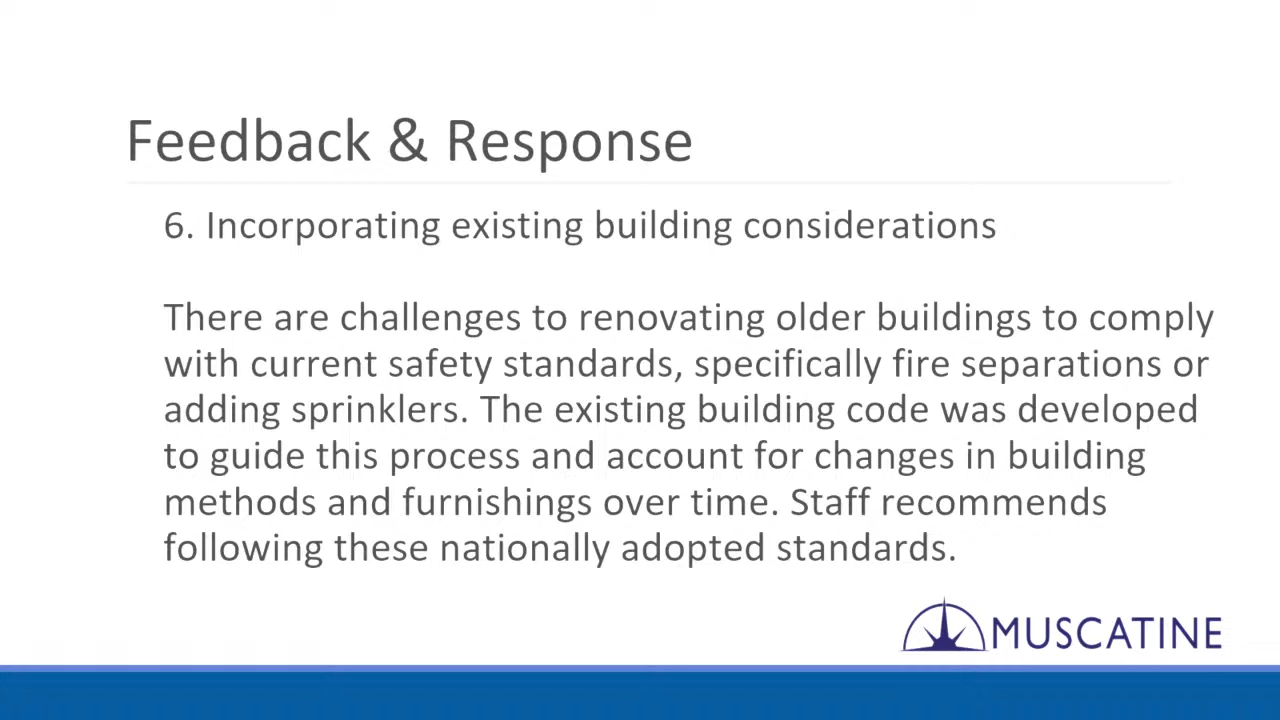 Feedback & Response
6. Incorporating existing building considerations
There are challenges to renovating older buildings to comply
with current safety standards, specifically fire separations or
adding sprinklers. The existing building code was developed
to guide this process and account for changes in building
methods and furnishings over time. Staff recommends
following these nationally adopted standards.
MUSCATINE